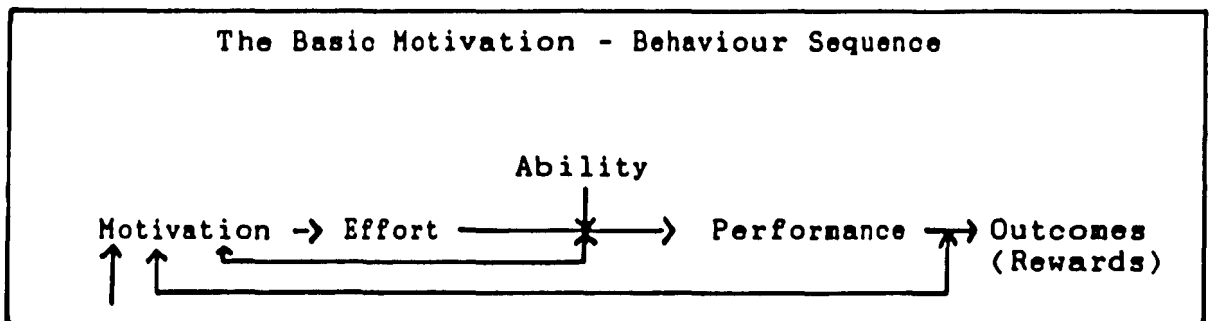 The Basic Motivation - Behaviour Sequence
Ability
Motivation Effort Performance Outcomes
(Rewards)